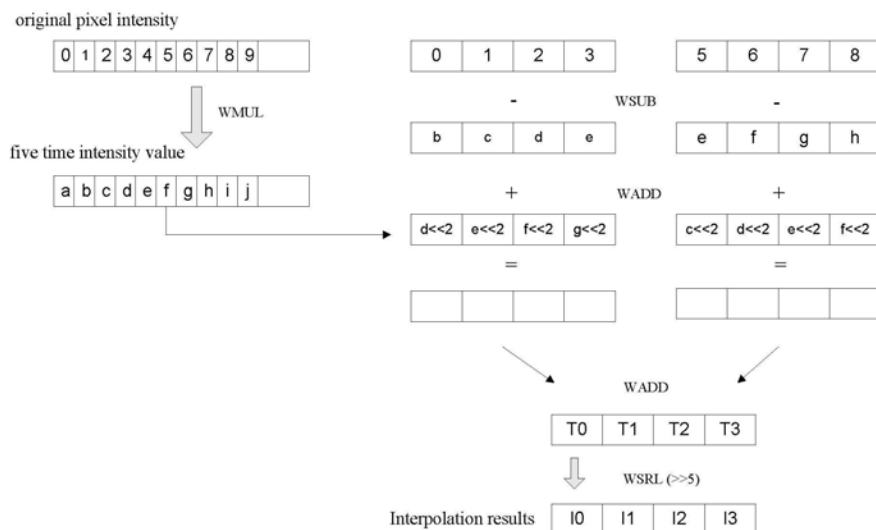 original pixel intensity
0 1 2 3 4 5 6 7 8 9
WMUL
five time intensity value
a b c d e f g h i j
0 1 2 3
5 6 7 8
- WSUB -
b c d e
e f g h
+ WADD +
d<<2 e<<2 f<<2 g<<2
c<<2 d<<2 e<<2 f<<2
= =
WADD
T0 T1 T2 T3
WSRL (>>5)
Interpolation results
I0 I1 I2 I3